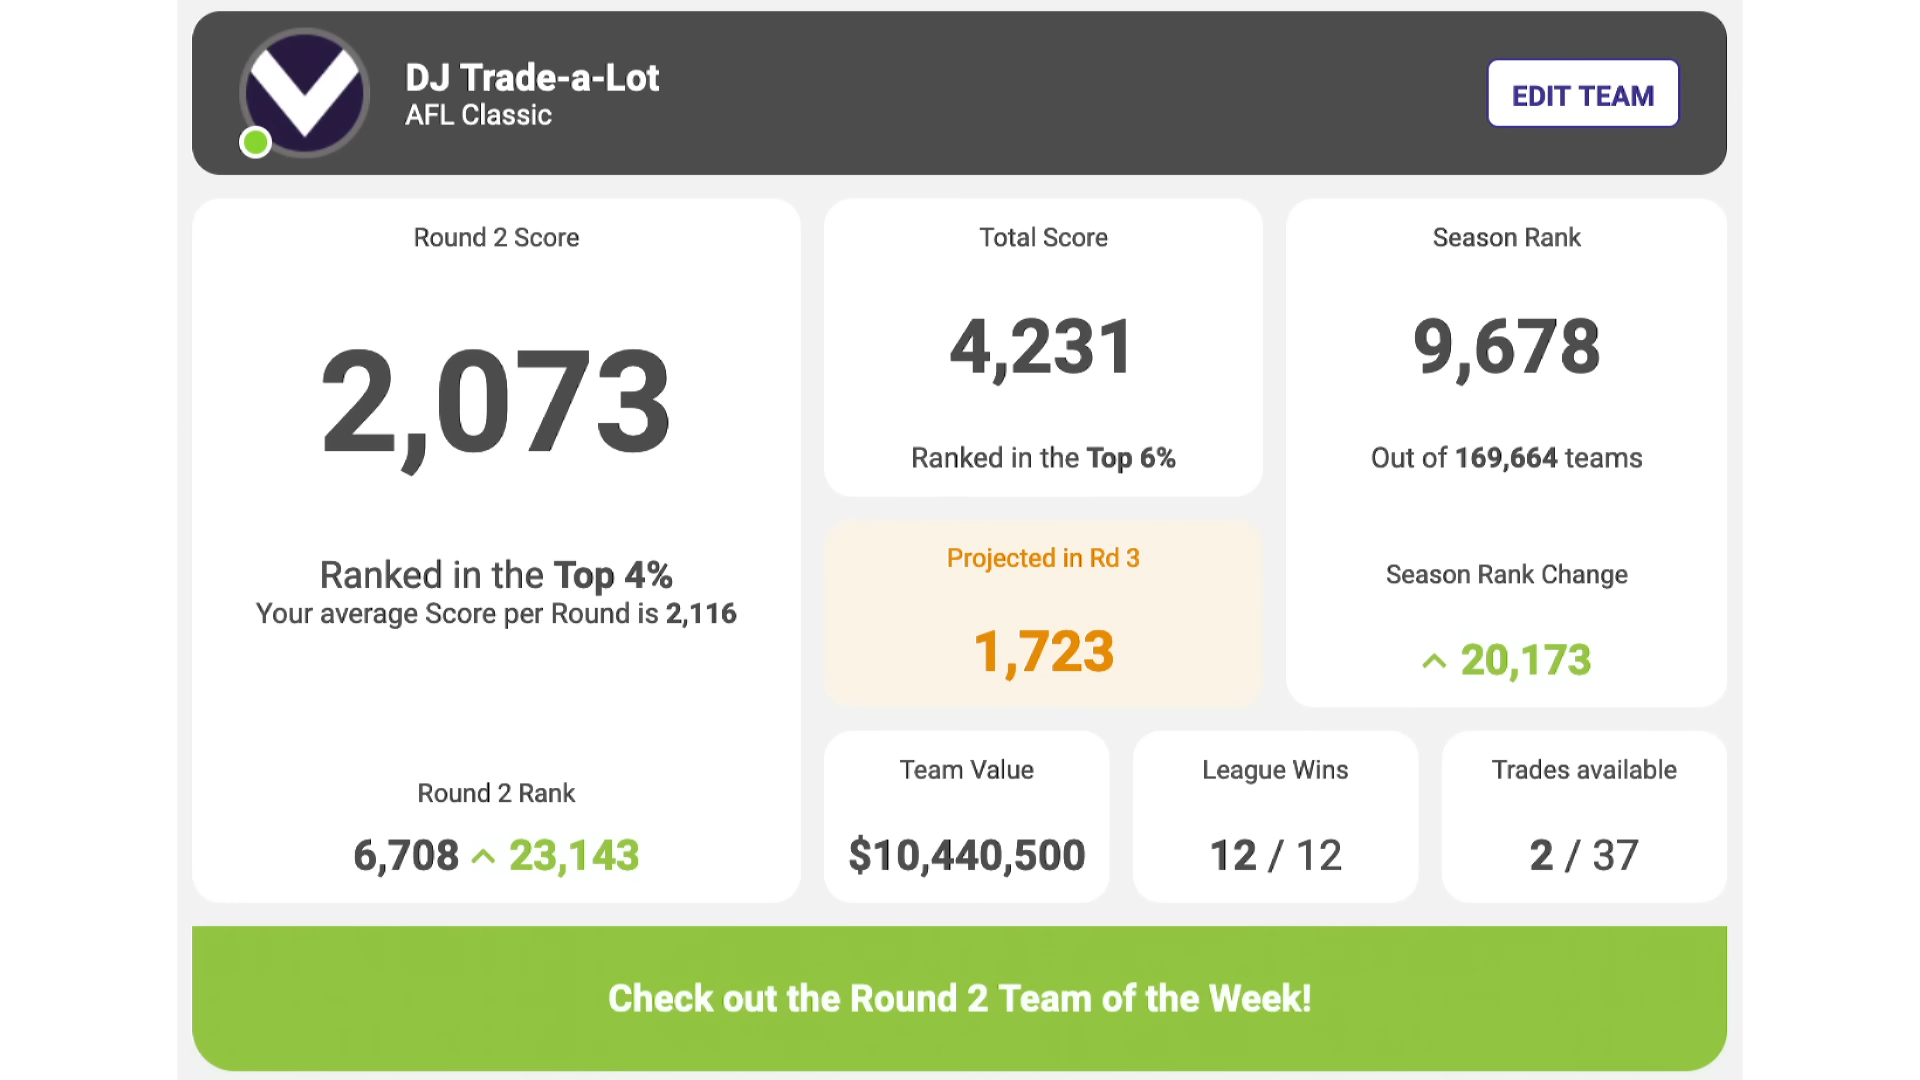 DJ Trade-a-Lot
AFL Classic
EDIT TEAM
Round 2 Score
2,073
Ranked in the Top 4%
Your average Score per Round is 2,116
Round 2 Rank
6,708 ^ 23,143
Total Score
4,231
Ranked in the Top 6%
Season Rank
9,678
Out of 169,664 teams
Season Rank Change
^ 20,173
Projected in Rd 3
1,723
Team Value
$10,440,500
League Wins
12 / 12
Trades available
2 / 37
Check out the Round 2 Team of the Week!